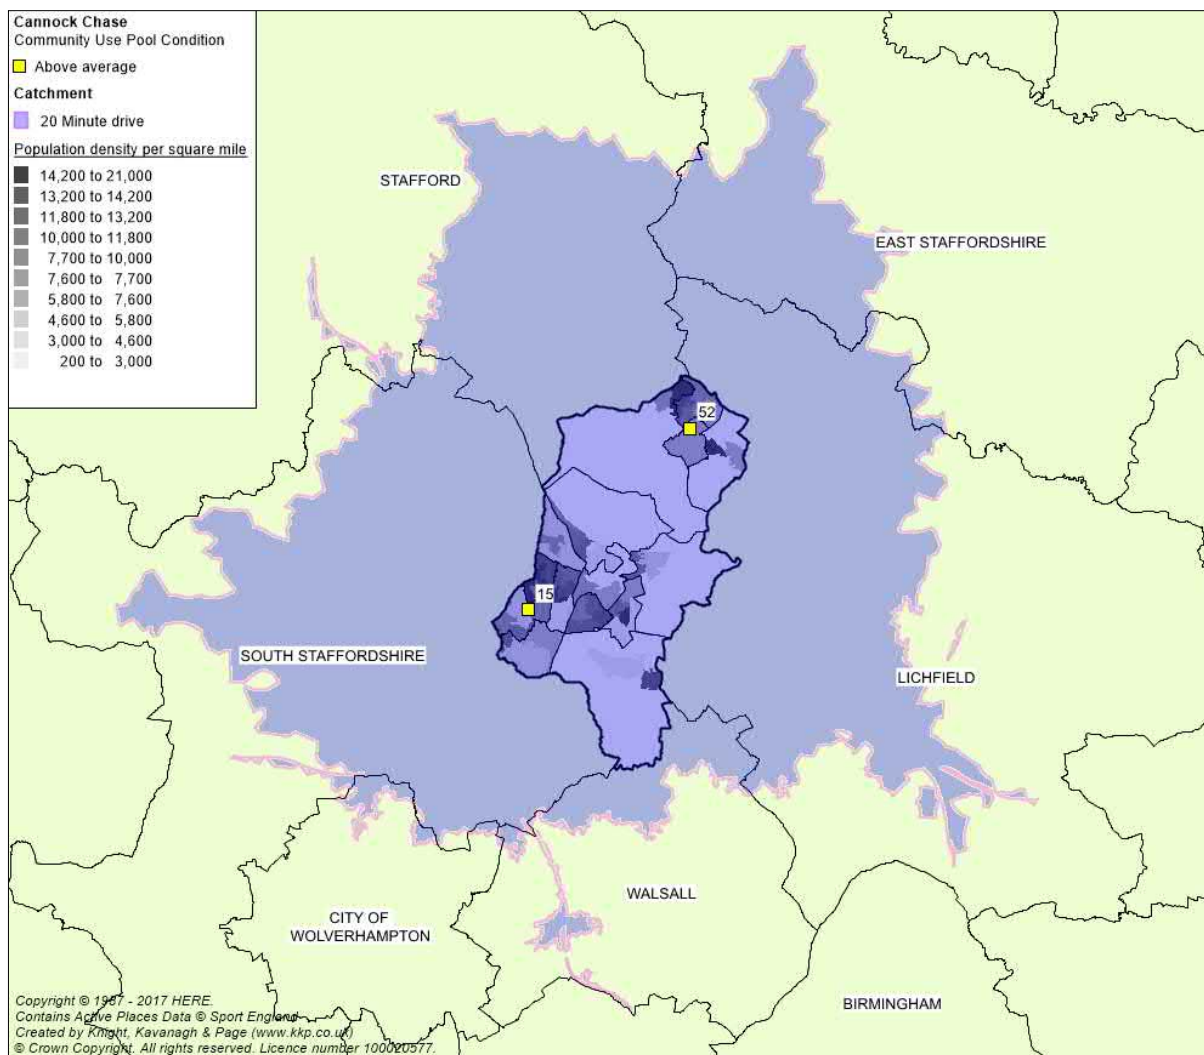 Cannock Chase
Community Use Pool Condition
Above average
Catchment
20 Minute drive
Population density per square mile
14,200 to 21,000
13,200 to 14,200
11,800 to 13,200
10,000 to 11,800
7,700 to 10,000
7,600 to 7,700
5,800 to 7,600
4,600 to 5,800
3,000 to 4,600
200 to 3,000
STAFFORD
EAST STAFFORDSHIRE
52
15
SOUTH STAFFORDSHIRE
LICHFIELD
WALSALL
CITY OF
WOLVERHAMPTON
BIRMINGHAM
Copyright © 1987 - 2017 HERE.
Contains Active Places Data © Sport England
Created by Knight, Kavanagh & Page (www.kkp.co.uk)
© Crown Copyright. All rights reserved. Licence number 100020577.